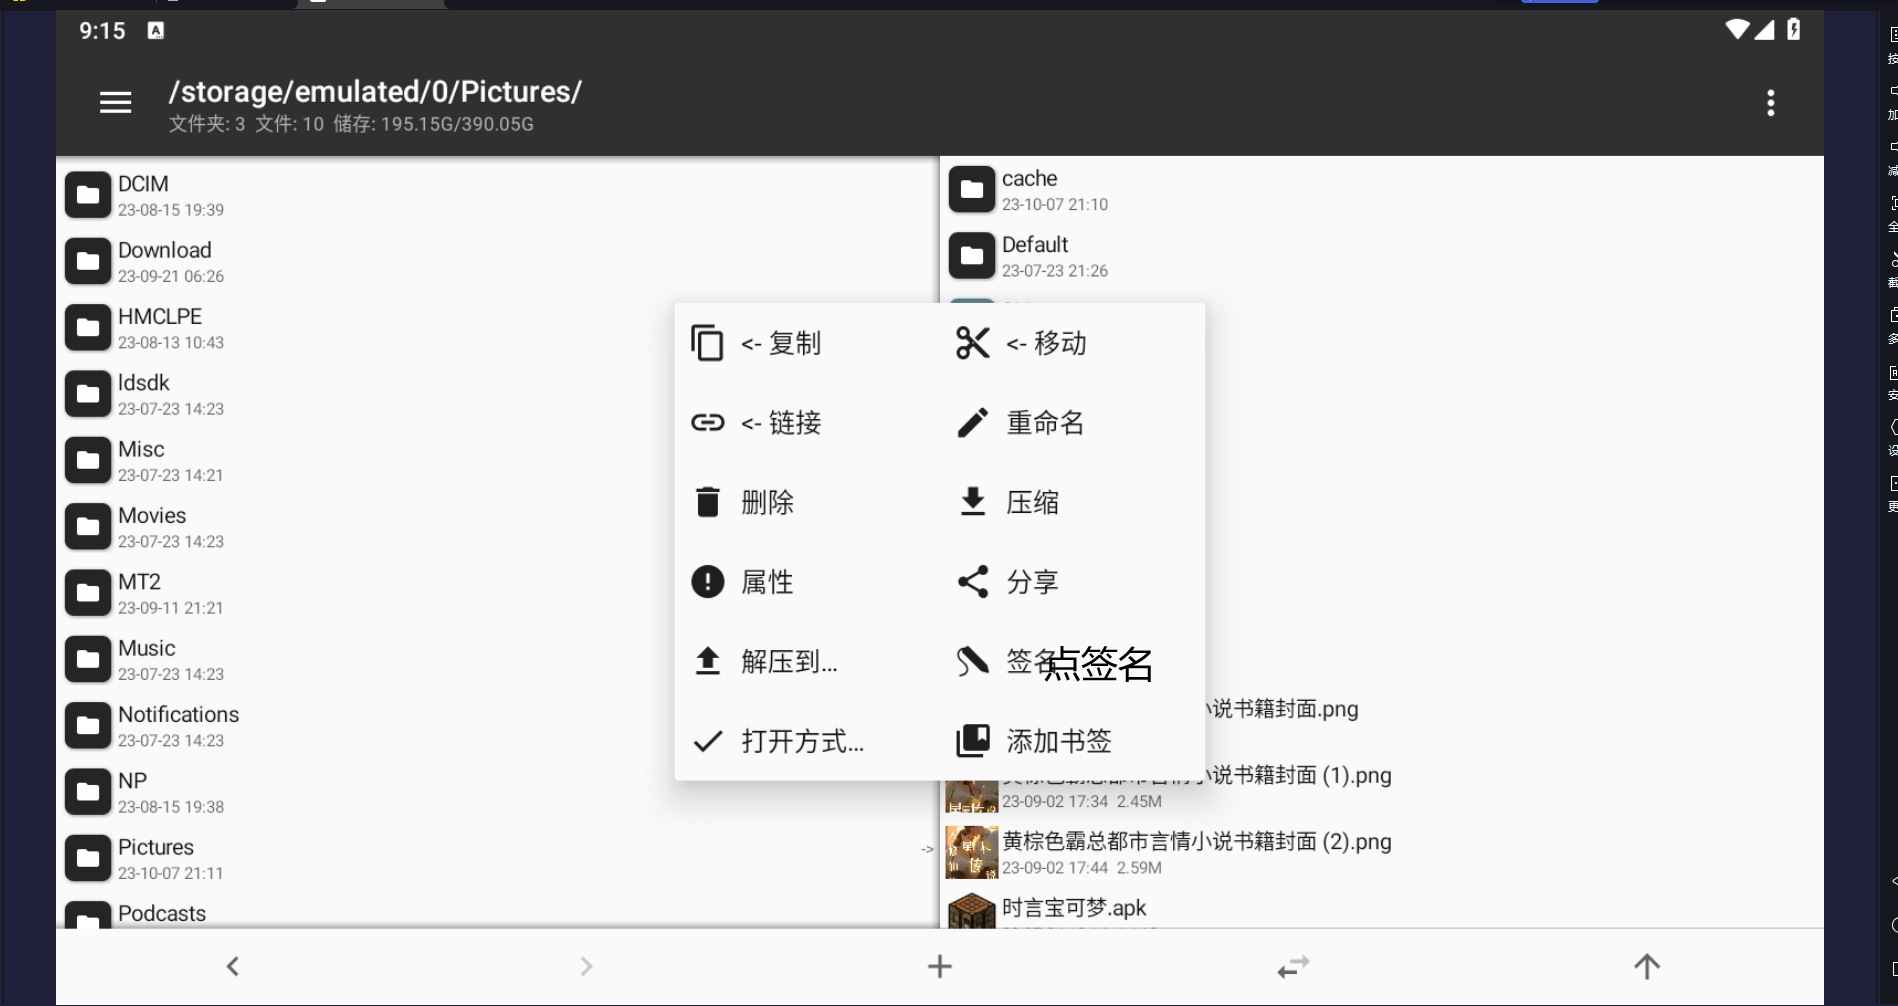 9:15
/storage/emulated/0/Pictures/
文件夹: 3 文件: 10 储存: 195.15G/390.05G
DCIM
23-08-15 19:39
Download
23-09-21 06:26
HMCLPE
23-08-13 10:43
ldsdk
23-07-23 14:23
Misc
23-07-23 14:21
Movies
23-07-23 14:23
MT2
23-09-11 21:21
Music
23-07-23 14:23
Notifications
23-07-23 14:23
NP
23-08-15 19:38
Pictures
23-10-07 21:11
Podcasts
->
cache
23-10-07 21:10
Default
23-07-23 21:26
<- 复制
<- 移动
<- 链接
重命名
删除
压缩
属性
分享
解压到...
签名
点签名
打开方式...
添加书签
小说书籍封面.png
黄棕色霸总都市言情小说书籍封面 (1).png
23-09-02 17:34 2.45M
黄棕色霸总都市言情小说书籍封面 (2).png
23-09-02 17:44 2.59M
时言宝可梦.apk